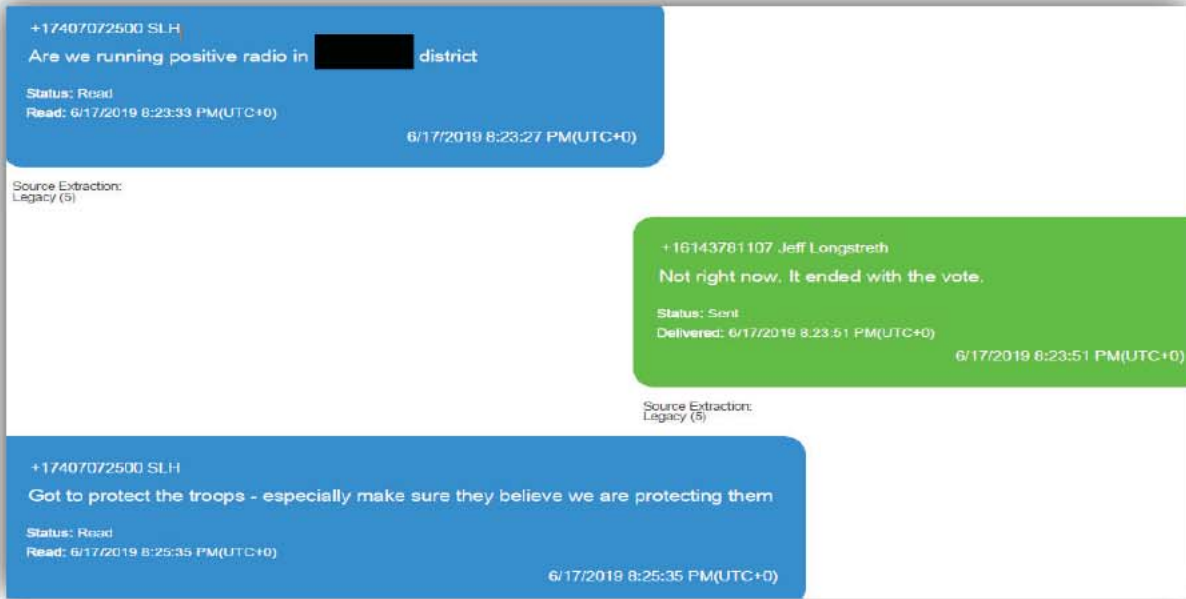 +17407072500 SLH
Are we running positive radio in district
Status: Read
Read: 6/17/2019 8:23:33 PM(UTC+0)
6/17/2019 8:23:27 PM(UTC+0)
Source Extraction:
Legacy (5)
+16143781107 Jeff Longstreth
Not right now. It ended with the vote.
Status: Sent
Delivered: 6/17/2019 8:23:51 PM(UTC+0)
6/17/2019 8:23:51 PM(UTC+0)
Source Extraction:
Legacy (5)
+17407072500 SLH
Got to protect the troops - especially make sure they believe we are protecting them
Status: Read
Read: 6/17/2019 8:25:35 PM(UTC+0)
6/17/2019 8:25:35 PM(UTC+0)